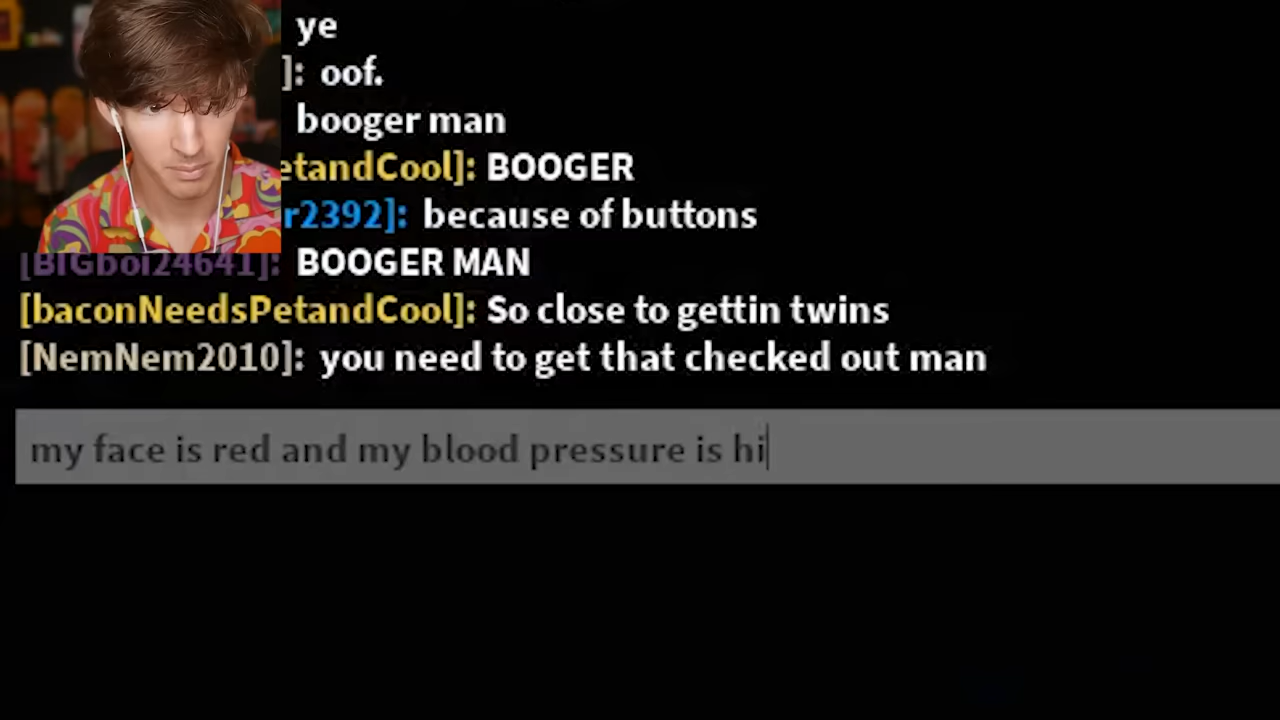 ye
]: oof.
booger man
etandCool]: BOOGER
r2392]: because of buttons
[BIGboi24641]: BOOGER MAN
[baconNeedsPetandCool]: So close to gettin twins
[NemNem2010]: you need to get that checked out man
my face is red and my blood pressure is hi